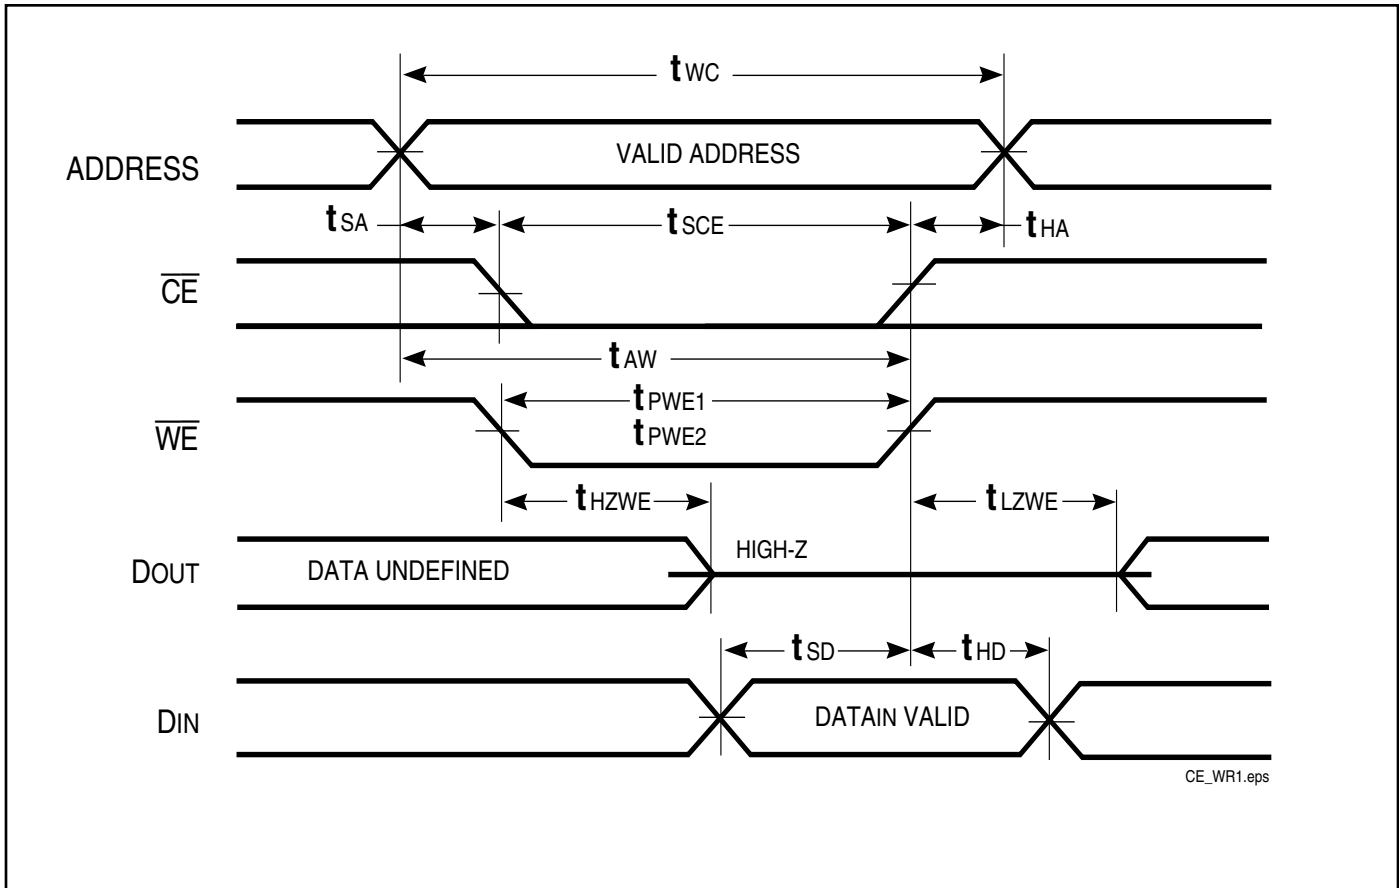 tWC
ADDRESS
VALID ADDRESS
tSA
tSCE
tHA
CE
tAW
tPWE1
WE
tPWE2
tHZWE
tLZWE
DOUT
DATA UNDEFINED
HIGH-Z
tSD
tHD
DIN
DATAIN VALID
CE_WR1.eps